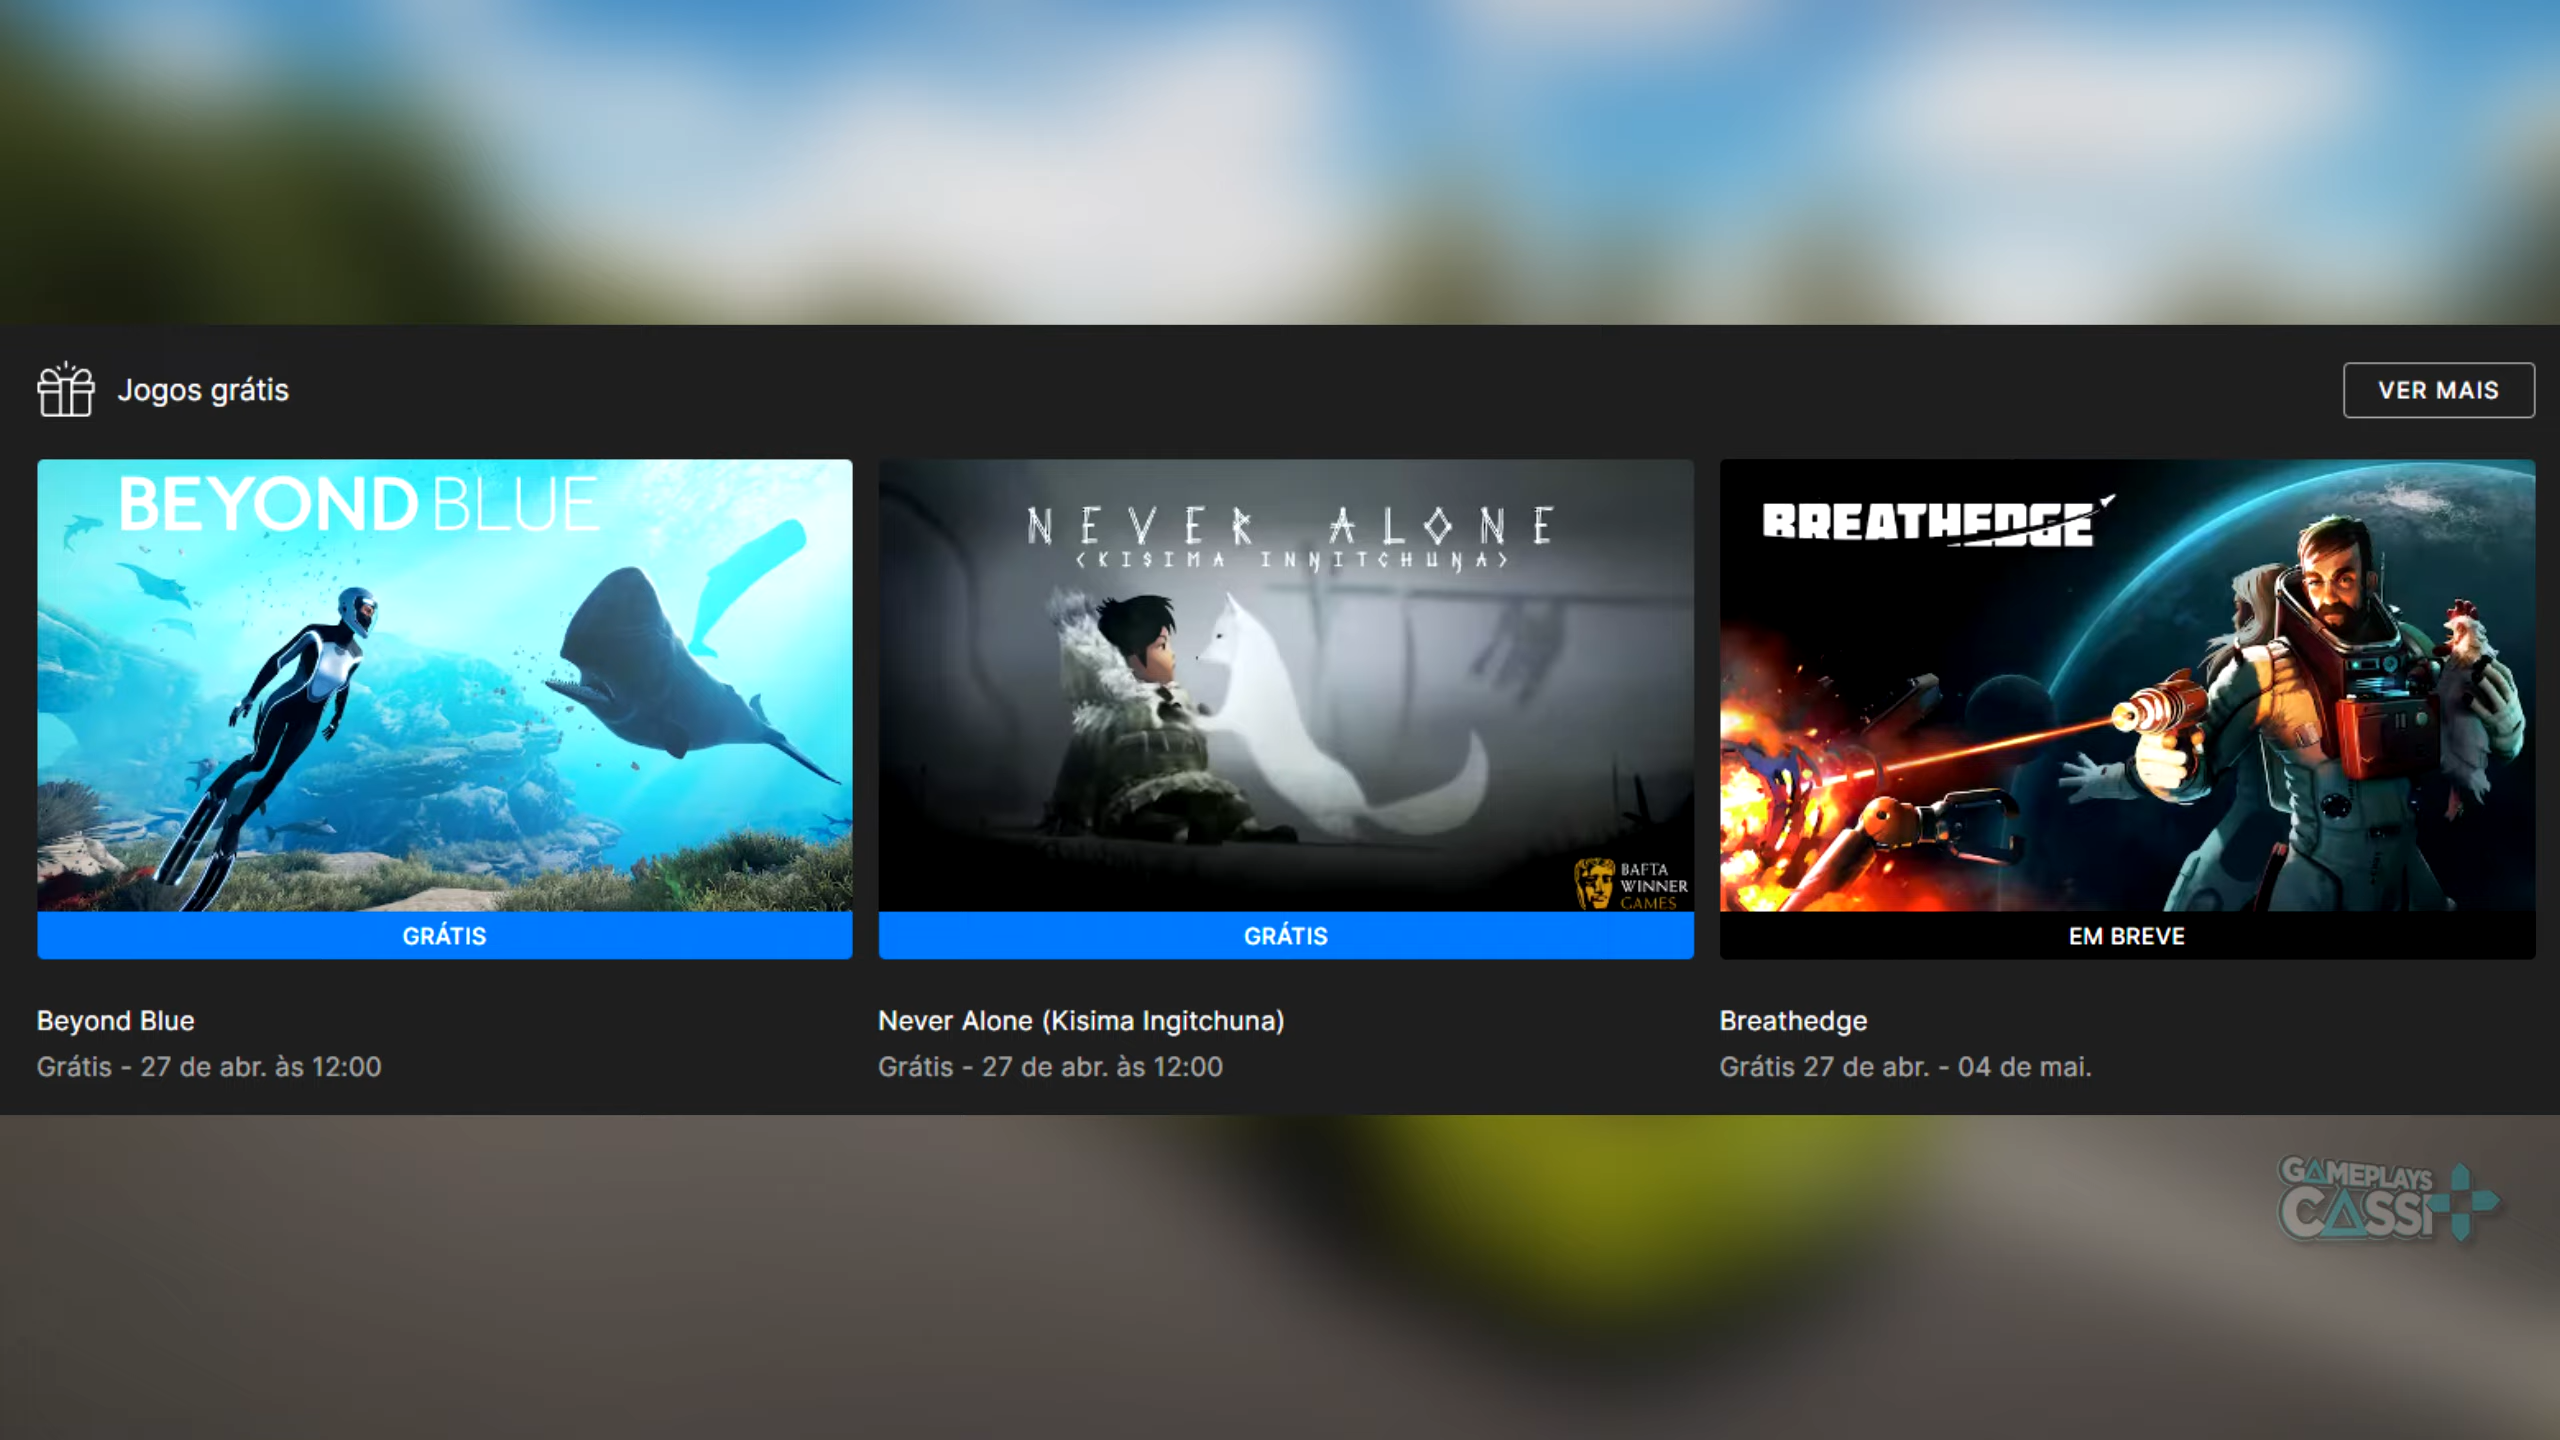 Jogos grátis
VER MAIS
BEYOND BLUE
NEVER ALONE
<KISIMA INŊITCHUŊA>
BAFTA
WINNER
GAMES
BREATHEDGE
GRÁTIS
GRÁTIS
EM BREVE
Beyond Blue
Grátis - 27 de abr. às 12:00
Never Alone (Kisima Ingitchuna)
Grátis - 27 de abr. às 12:00
Breathedge
Grátis 27 de abr. - 04 de mai.
GAMEPLAYS
CASSI